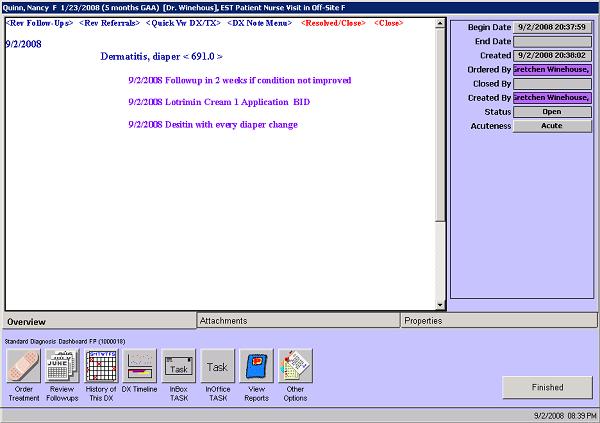 Quinn, Nancy F 1/23/2008 (5 months GAA) [Dr. Winehous], EST Patient Nurse Visit in Off-Site F
<Rev Follow-Ups> <Rev Referrals> <Quick Vw DX/TX> <DX Note Menu> <Resolved/Close> <Close>
9/2/2008
Dermatitis, diaper < 691.0 >
9/2/2008 Followup in 2 weeks if condition not improved
9/2/2008 Lotrimin Cream 1 Application BID
9/2/2008 Desitin with every diaper change
Begin Date 9/2/2008 20:37:59
End Date
Created 9/2/2008 20:38:02
Ordered By Gretchen Winehouse,
Closed By
Created By Gretchen Winehouse,
Status Open
Acuteness Acute
Overview Attachments Properties
Standard Diagnosis Dashboard FP (1000018)
JUNE
SMTWTFS
Task
Task
Order Treatment
Review Followups
History of This DX
DX Timeline
InBox TASK
InOffice TASK
View Reports
Other Options
Finished
9/2/2008 08:39 PM